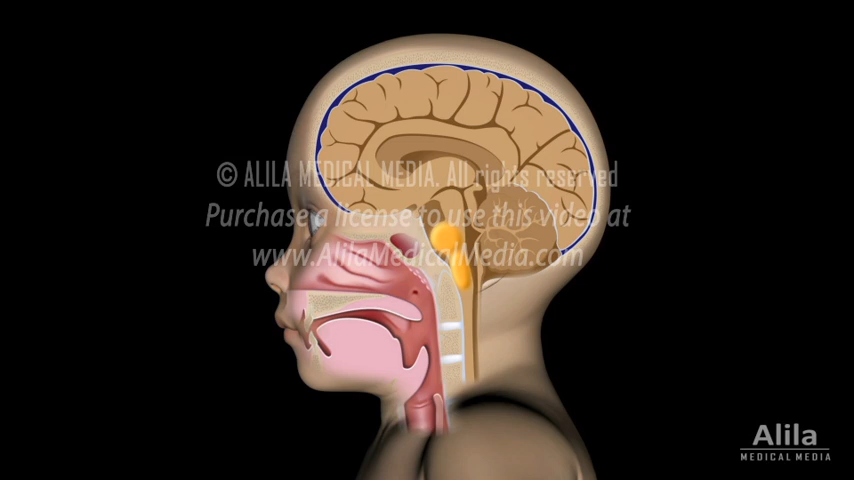 © ALILA MEDICAL MEDIA. All rights reserved
Purchase a license to use this video at
www.AlilaMedicalMedia.com
Alila
MEDICAL MEDIA